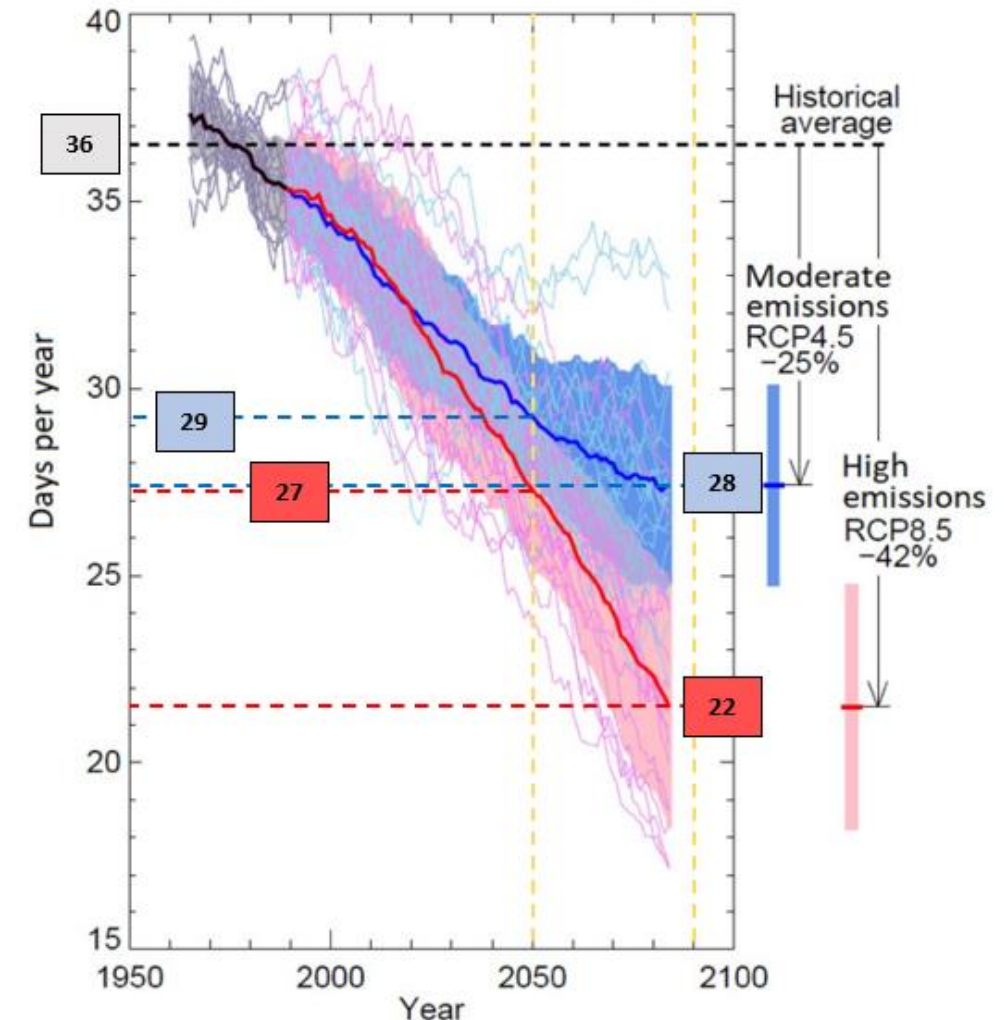 40
35
30
25
20
15
Days per year
1950
2000
2050
2100
Year
36
29
27
28
22
Historical
average
Moderate
emissions
RCP4.5
−25%
High
emissions
RCP8.5
−42%